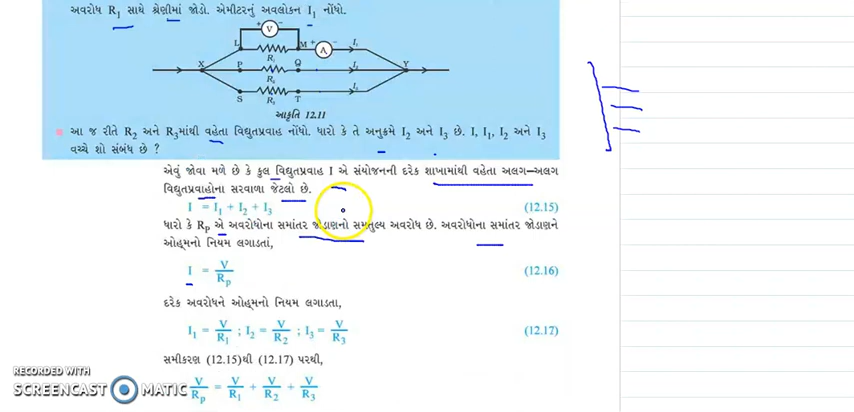 અવરોધ R1 સાથે શ્રેણીમાં જોડો. એમીટરનું અવલોકન I1 નોંધો.
+ V −
L M + A − I1
R1
X P Q I2 Y
R2
S T I3
R3
આકૃતિ 12.11
આ જ રીતે R2 અને R3માંથી વહેતા વિદ્યુતપ્રવાહ નોંધો. ધારો કે તે અનુક્રમે I2 અને I3 છે. I, I1, I2 અને I3
વચ્ચે શો સંબંધ છે ?
એવું જોવા મળે છે કે કુલ વિદ્યુતપ્રવાહ I એ સંયોજનની દરેક શાખામાંથી વહેતા અલગ–અલગ
વિદ્યુતપ્રવાહોના સરવાળા જેટલો છે.
I = I1 + I2 + I3 (12.15)
ધારો કે Rp એ અવરોધોના સમાંતર જોડાણનો સમતુલ્ય અવરોધ છે. અવરોધોના સમાંતર જોડાણને
ઓહ્મનો નિયમ લગાડતાં,
I = V/Rp (12.16)
દરેક અવરોધને ઓહ્મનો નિયમ લગાડતા,
I1 = V/R1 ; I2 = V/R2 ; I3 = V/R3 (12.17)
સમીકરણ (12.15)થી (12.17) પરથી,
V/Rp = V/R1 + V/R2 + V/R3
RECORDED WITH
SCREENCAST MATIC